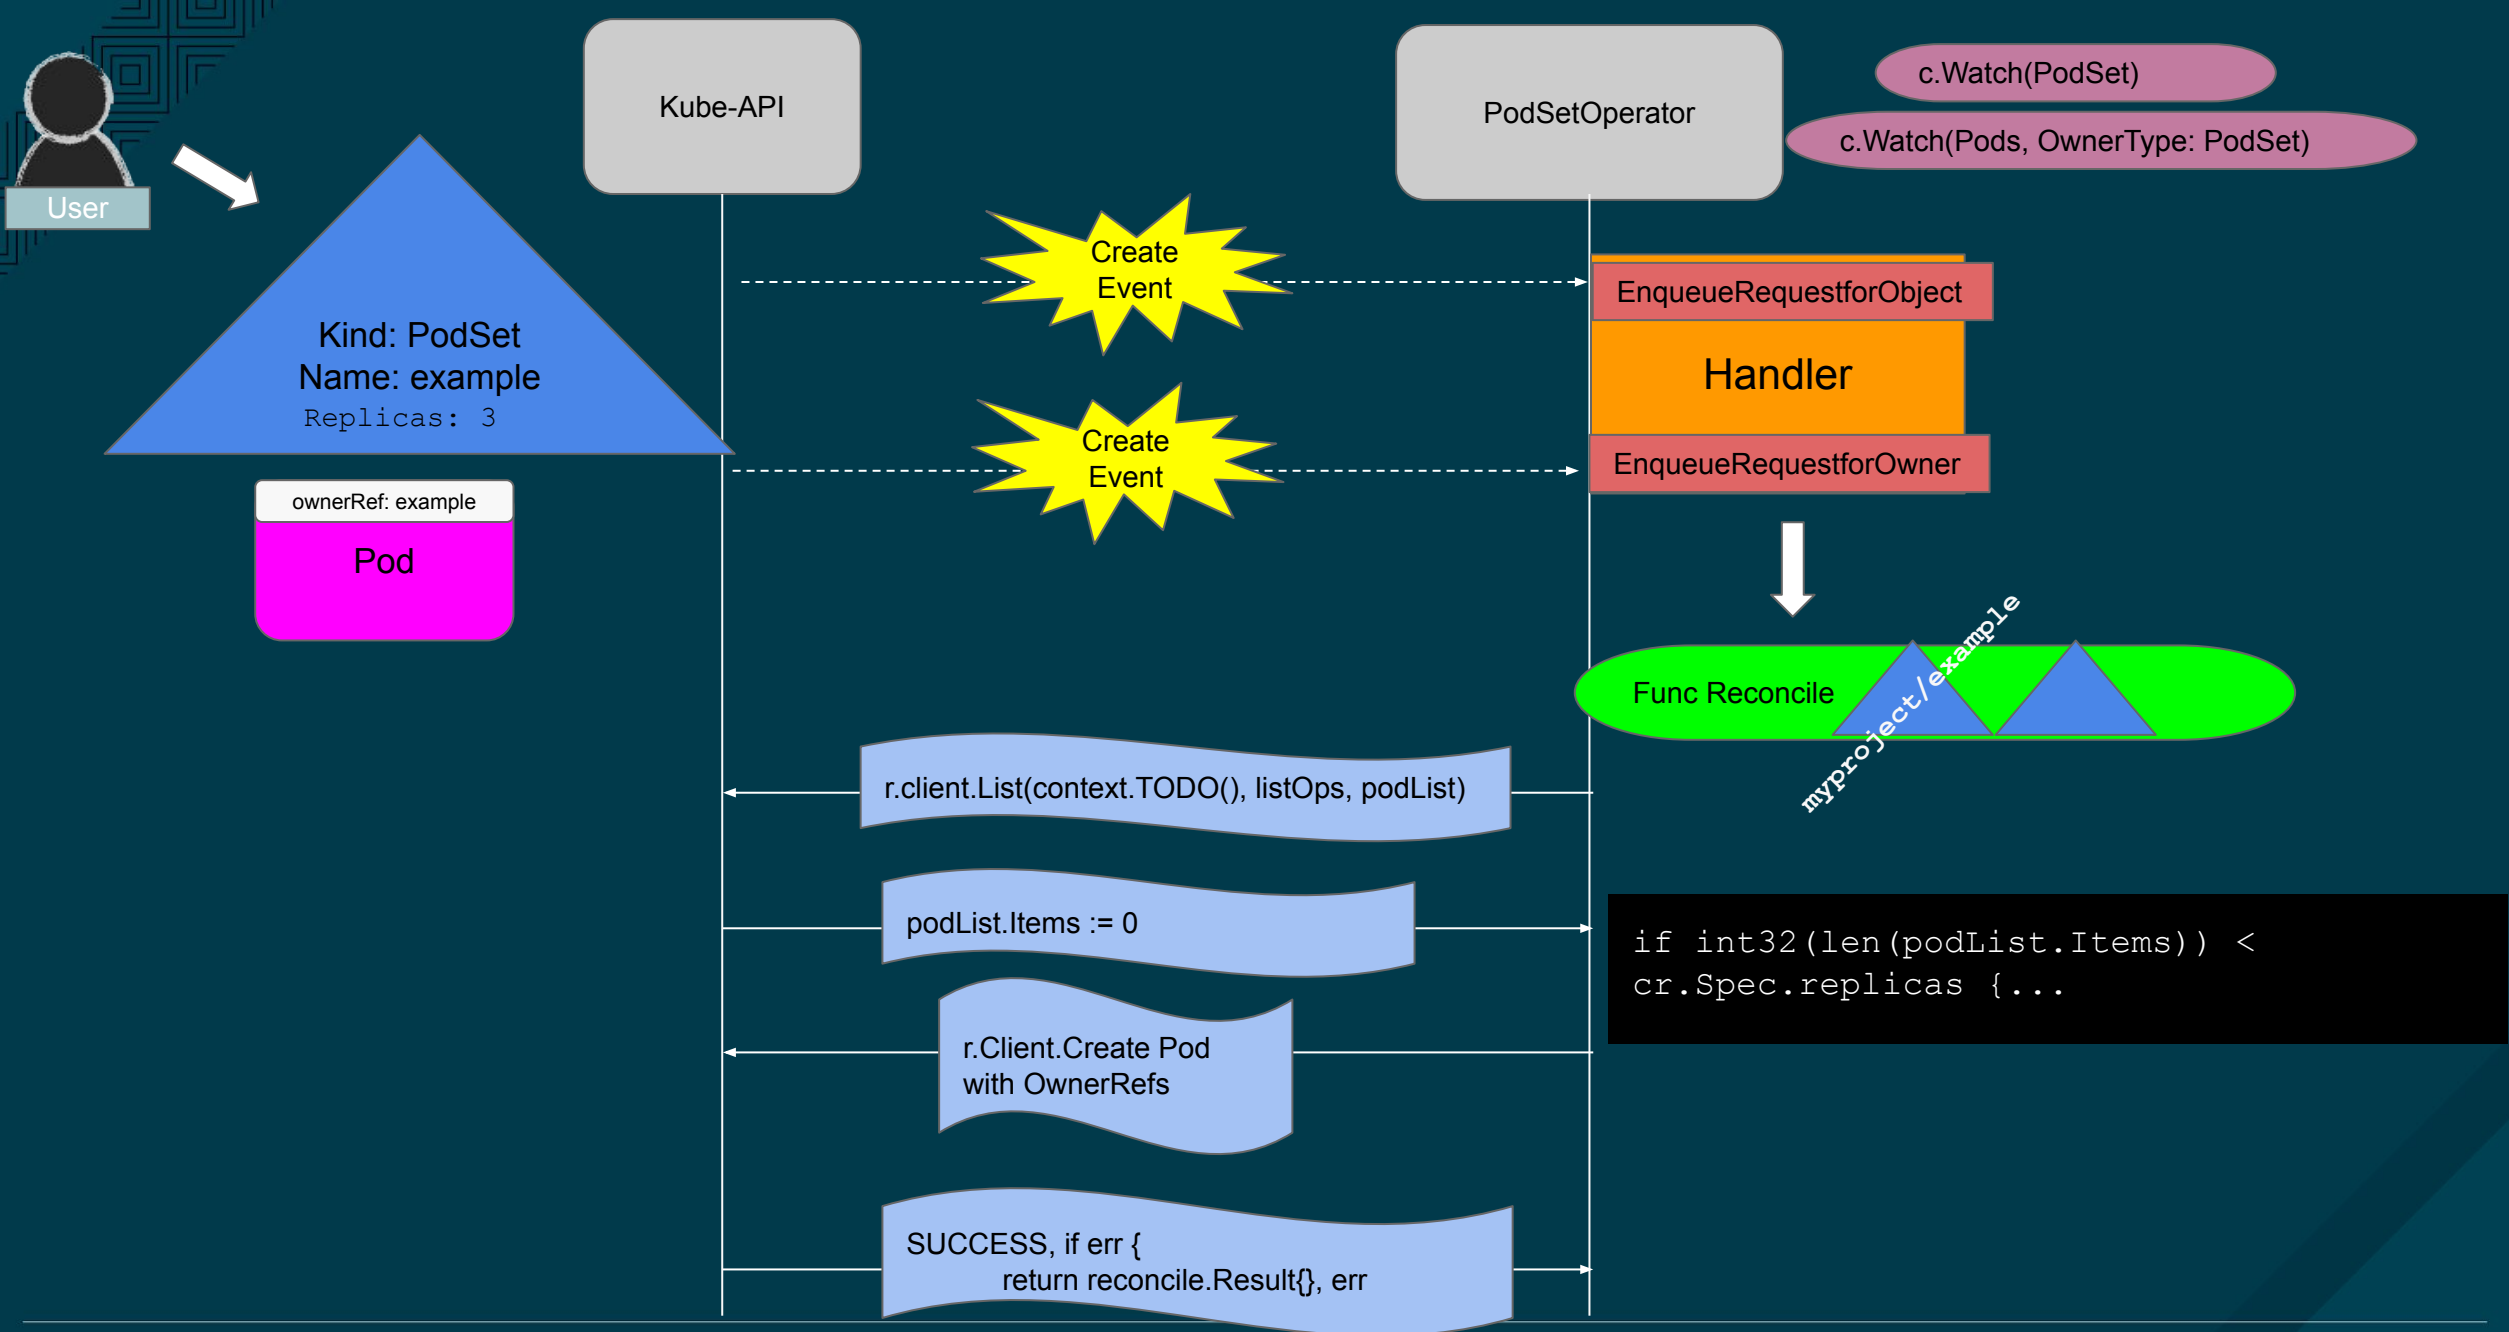 User
Kind: PodSet
Name: example
Replicas: 3
ownerRef: example
Pod
Kube-API
PodSetOperator
c.Watch(PodSet)
c.Watch(Pods, OwnerType: PodSet)
Create
Event
Create
Event
EnqueueRequestforObject
Handler
EnqueueRequestforOwner
Func Reconcile
myproject/example
r.client.List(context.TODO(), listOps, podList)
podList.Items := 0
if int32(len(podList.Items)) <
cr.Spec.replicas {...
r.Client.Create Pod
with OwnerRefs
SUCCESS, if err {
return reconcile.Result{}, err